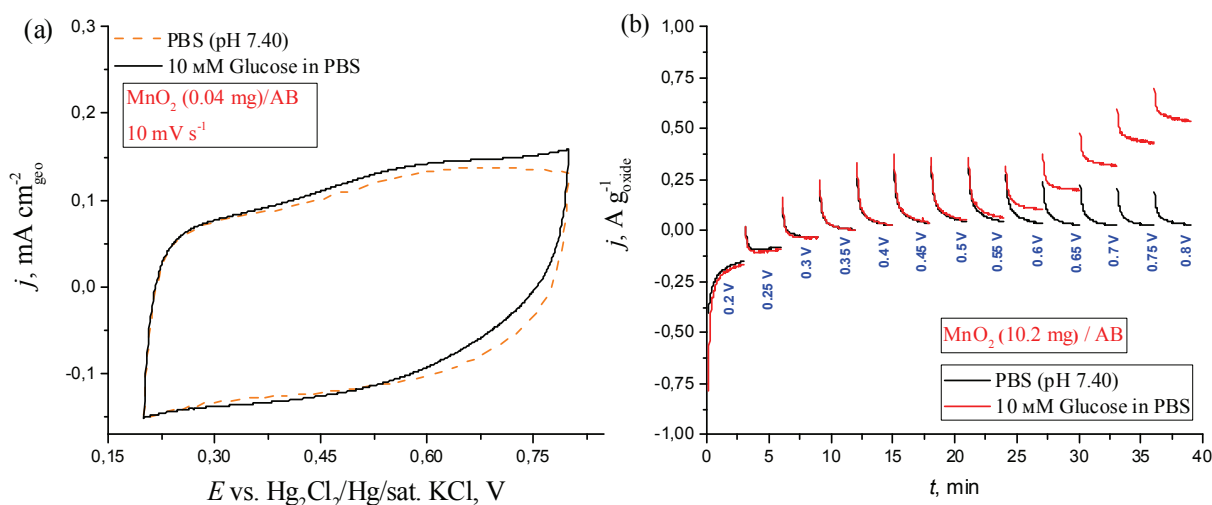 (a)
0,3
0,2
0,1
0,0
-0,1
j, mA cm⁻²geo
PBS (pH 7.40)
10 мM Glucose in PBS
MnO₂ (0.04 mg)/AB
10 mV s⁻¹
0,15 0,30 0,45 0,60 0,75
E vs. Hg₂Cl₂/Hg/sat. KCl, V
(b)
1,00
0,75
0,50
0,25
0,00
-0,25
-0,50
-0,75
-1,00
j, A g⁻¹oxide
0.2 V
0.25 V
0.3 V
0.35 V
0.4 V
0.45 V
0.5 V
0.55 V
0.6 V
0.65 V
0.7 V
0.75 V
0.8 V
MnO₂ (10.2 mg) / AB
PBS (pH 7.40)
10 мM Glucose in PBS
0 5 10 15 20 25 30 35 40
t, min